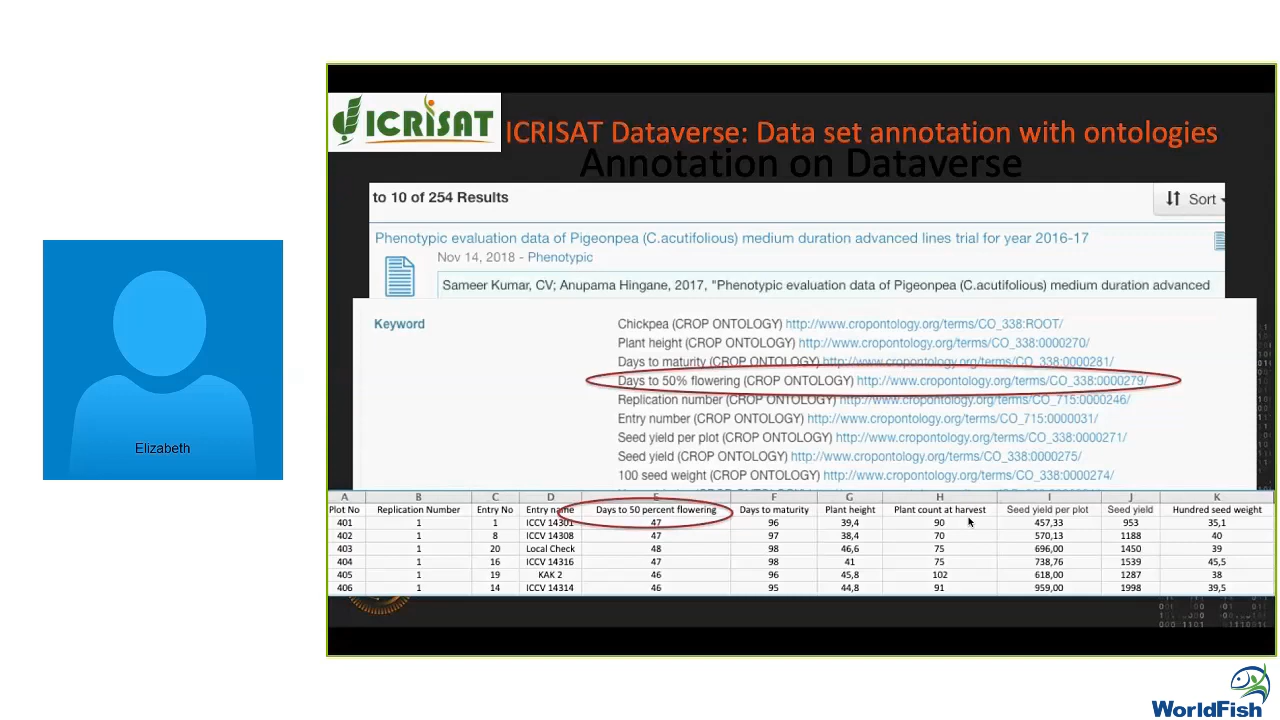 ICRISAT
ICRISAT Dataverse: Data set annotation with ontologies
Annotation on Dataverse
to 10 of 254 Results
Sort
Phenotypic evaluation data of Pigeonpea (C.acutifolious) medium duration advanced lines trial for year 2016-17
Nov 14, 2018 - Phenotypic
Sameer Kumar, CV; Anupama Hingane, 2017, "Phenotypic evaluation data of Pigeonpea (C.acutifolious) medium duration advanced
Keyword
Chickpea (CROP ONTOLOGY) http://www.cropontology.org/terms/CO_338:ROOT/
Plant height (CROP ONTOLOGY) http://www.cropontology.org/terms/CO_338:0000270/
Days to maturity (CROP ONTOLOGY) http://www.cropontology.org/terms/CO_338:0000281/
Days to 50% flowering (CROP ONTOLOGY) http://www.cropontology.org/terms/CO_338:0000279/
Replication number (CROP ONTOLOGY) http://www.cropontology.org/terms/CO_715:0000246/
Entry number (CROP ONTOLOGY) http://www.cropontology.org/terms/CO_715:0000031/
Seed yield per plot (CROP ONTOLOGY) http://www.cropontology.org/terms/CO_338:0000271/
Seed yield (CROP ONTOLOGY) http://www.cropontology.org/terms/CO_338:0000275/
100 seed weight (CROP ONTOLOGY) http://www.cropontology.org/terms/CO_338:0000274/
A B C D E F G H I J K
Plot No Replication Number Entry No Entry name Days to 50 percent flowering Days to maturity Plant height Plant count at harvest Seed yield per plot Seed yield Hundred seed weight
401 1 1 ICCV 14301 47 96 39,4 90 457,33 953 35,1
402 1 8 ICCV 14308 47 97 38,4 70 570,13 1188 40
403 1 20 Local Check 48 98 46,6 75 696,00 1450 39
404 1 16 ICCV 14316 47 98 41 75 738,76 1539 45,5
405 1 19 KAK 2 46 96 45,8 102 618,00 1287 38
406 1 14 ICCV 14314 46 95 44,8 91 959,00 1998 39,5
Elizabeth
WorldFish